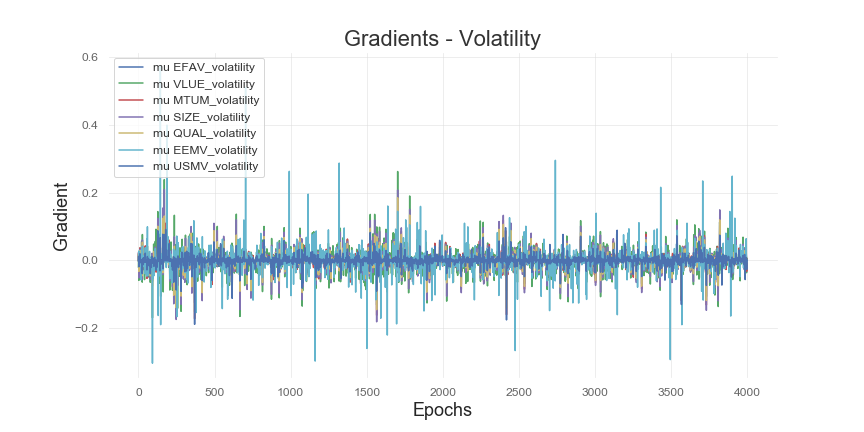 Gradients - Volatility
0.6
0.4
0.2
0.0
−0.2
Gradient
mu EFAV_volatility
mu VLUE_volatility
mu MTUM_volatility
mu SIZE_volatility
mu QUAL_volatility
mu EEMV_volatility
mu USMV_volatility
0 500 1000 1500 2000 2500 3000 3500 4000
Epochs